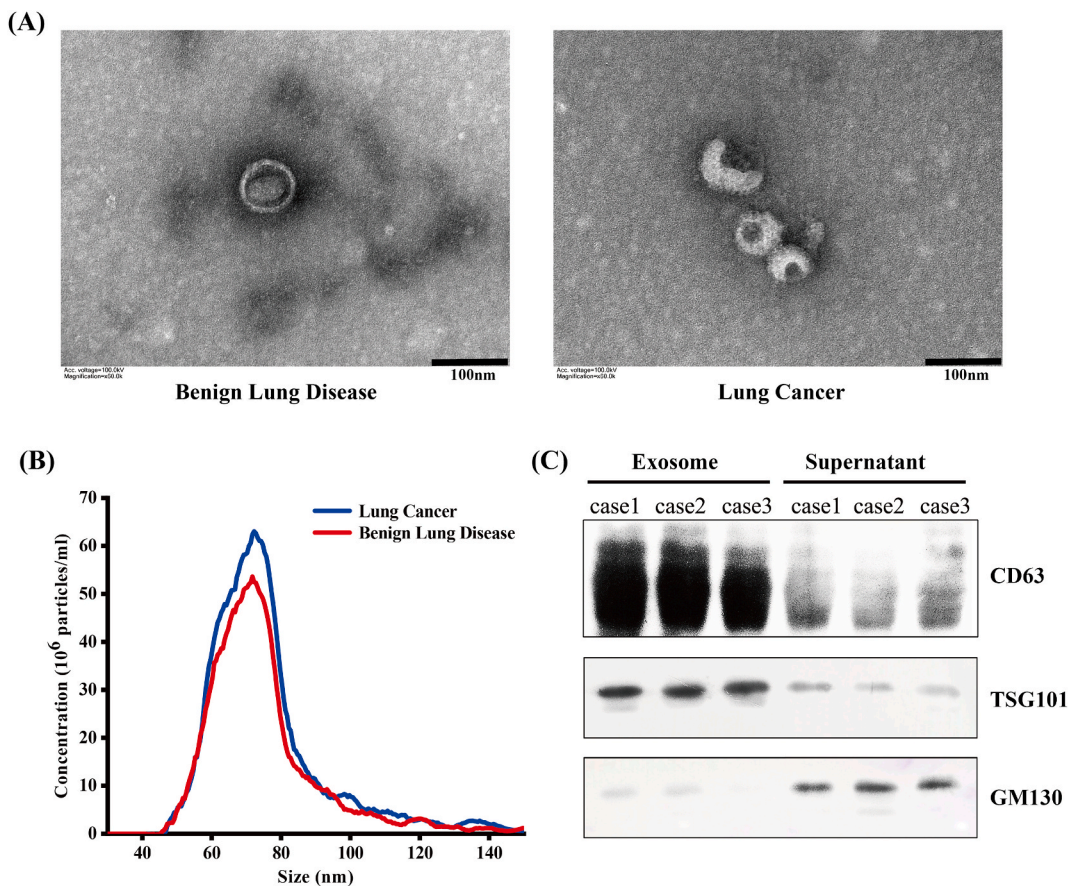 (A)
Acc. voltage=100.0kV
Magnification=x50.0k
100nm
Acc. voltage=100.0kV
Magnification=x50.0k
100nm
Benign Lung Disease
Lung Cancer
(B)
70
60
50
40
30
20
10
0
Concentration (10⁶ particles/ml)
Lung Cancer
Benign Lung Disease
40 60 80 100 120 140
Size (nm)
(C)
Exosome Supernatant
case1 case2 case3 case1 case2 case3
CD63
TSG101
GM130